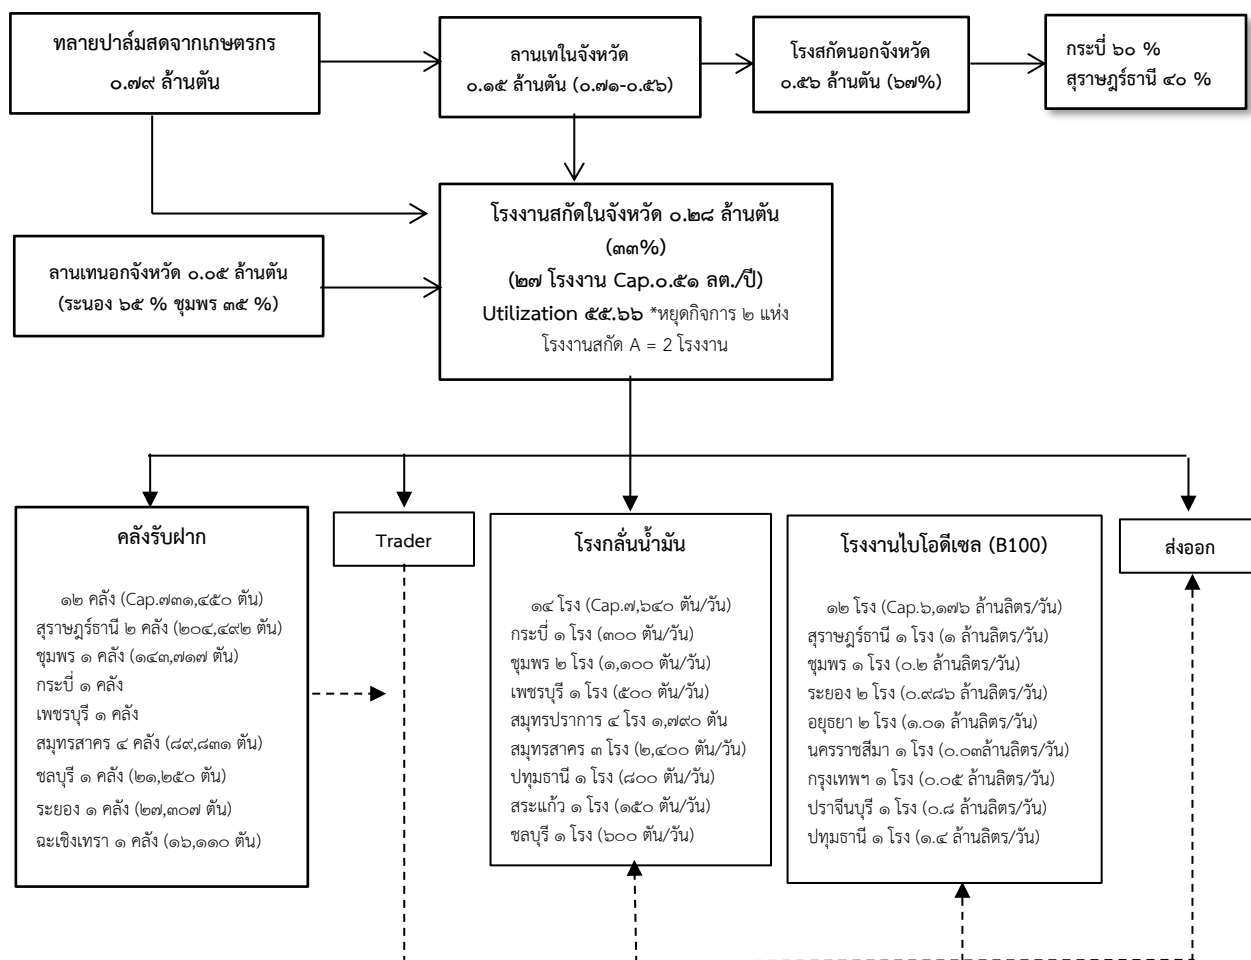 ทลายปาล์มสดจากเกษตรกร
๐.๗๙ ล้านตัน
ลานเทในจังหวัด
๐.๑๕ ล้านตัน (๐.๗๑-๐.๕๖)
โรงสกัดนอกจังหวัด
๐.๕๖ ล้านตัน (๖๗%)
กระบี่ ๖๐ %
สุราษฎร์ธานี ๔๐ %
โรงงานสกัดในจังหวัด ๐.๒๘ ล้านตัน
(๓๓%)
(๒๗ โรงงาน Cap.๐.๕๑ ลต./ปี)
Utilization ๕๕.๖๖ *หยุดกิจการ ๒ แห่ง
โรงงานสกัด A = 2 โรงงาน
ลานเทนอกจังหวัด ๐.๐๕ ล้านตัน
(ระนอง ๖๕ % ชุมพร ๓๕ %)
คลังรับฝาก
๑๒ คลัง (Cap.๗๓๑,๔๕๐ ตัน)
สุราษฎร์ธานี ๒ คลัง (๒๐๔,๔๙๒ ตัน)
ชุมพร ๑ คลัง (๑๔๓,๗๑๗ ตัน)
กระบี่ ๑ คลัง
เพชรบุรี ๑ คลัง
สมุทรสาคร ๔ คลัง (๘๙,๘๓๑ ตัน)
ชลบุรี ๑ คลัง (๒๑,๒๕๐ ตัน)
ระยอง ๑ คลัง (๒๗,๓๐๗ ตัน)
ฉะเชิงเทรา ๑ คลัง (๑๖,๑๑๐ ตัน)
Trader
โรงกลั่นน้ำมัน
๑๔ โรง (Cap.๗,๖๔๐ ตัน/วัน)
กระบี่ ๑ โรง (๓๐๐ ตัน/วัน)
ชุมพร ๒ โรง (๑,๑๐๐ ตัน/วัน)
เพชรบุรี ๑ โรง (๕๐๐ ตัน/วัน)
สมุทรปราการ ๔ โรง ๑,๗๙๐ ตัน
สมุทรสาคร ๓ โรง (๒,๔๐๐ ตัน/วัน)
ปทุมธานี ๑ โรง (๘๐๐ ตัน/วัน)
สระแก้ว ๑ โรง (๑๕๐ ตัน/วัน)
ชลบุรี ๑ โรง (๖๐๐ ตัน/วัน)
โรงงานไบโอดีเซล (B100)
๑๒ โรง (Cap.๖,๑๗๖ ล้านลิตร/วัน)
สุราษฎร์ธานี ๑ โรง (๑ ล้านลิตร/วัน)
ชุมพร ๑ โรง (๐.๒ ล้านลิตร/วัน)
ระยอง ๒ โรง (๐.๙๘๖ ล้านลิตร/วัน)
อยุธยา ๒ โรง (๑.๐๑ ล้านลิตร/วัน)
นครราชสีมา ๑ โรง (๐.๐๓ล้านลิตร/วัน)
กรุงเทพฯ ๑ โรง (๐.๐๕ ล้านลิตร/วัน)
ปราจีนบุรี ๑ โรง (๐.๘ ล้านลิตร/วัน)
ปทุมธานี ๑ โรง (๑.๔ ล้านลิตร/วัน)
ส่งออก